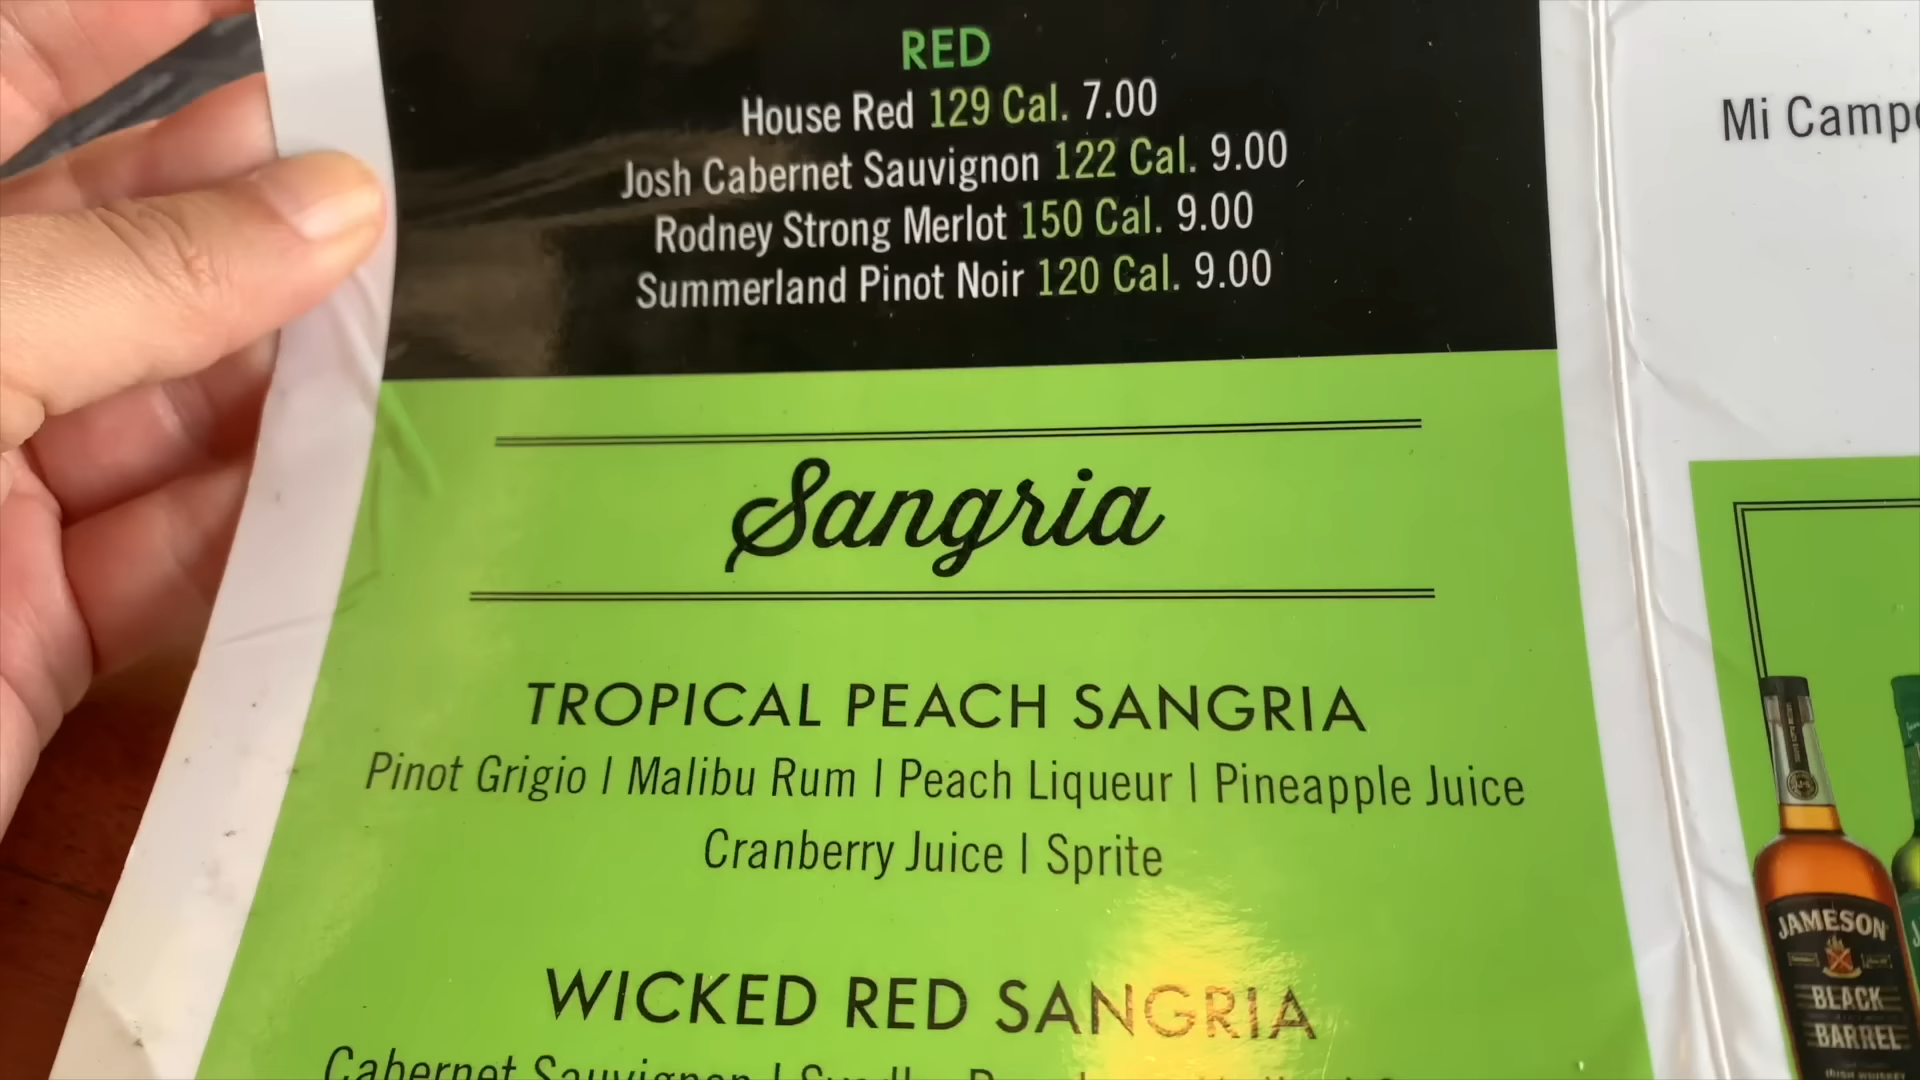 RED
House Red 129 Cal. 7.00
Josh Cabernet Sauvignon 122 Cal. 9.00
Rodney Strong Merlot 150 Cal. 9.00
Summerland Pinot Noir 120 Cal. 9.00
Sangria
TROPICAL PEACH SANGRIA
Pinot Grigio | Malibu Rum | Peach Liqueur | Pineapple Juice
Cranberry Juice | Sprite
WICKED RED SANGRIA
Cabernet Sauvignon |
Mi
JAMESON
BLACK
BARREL